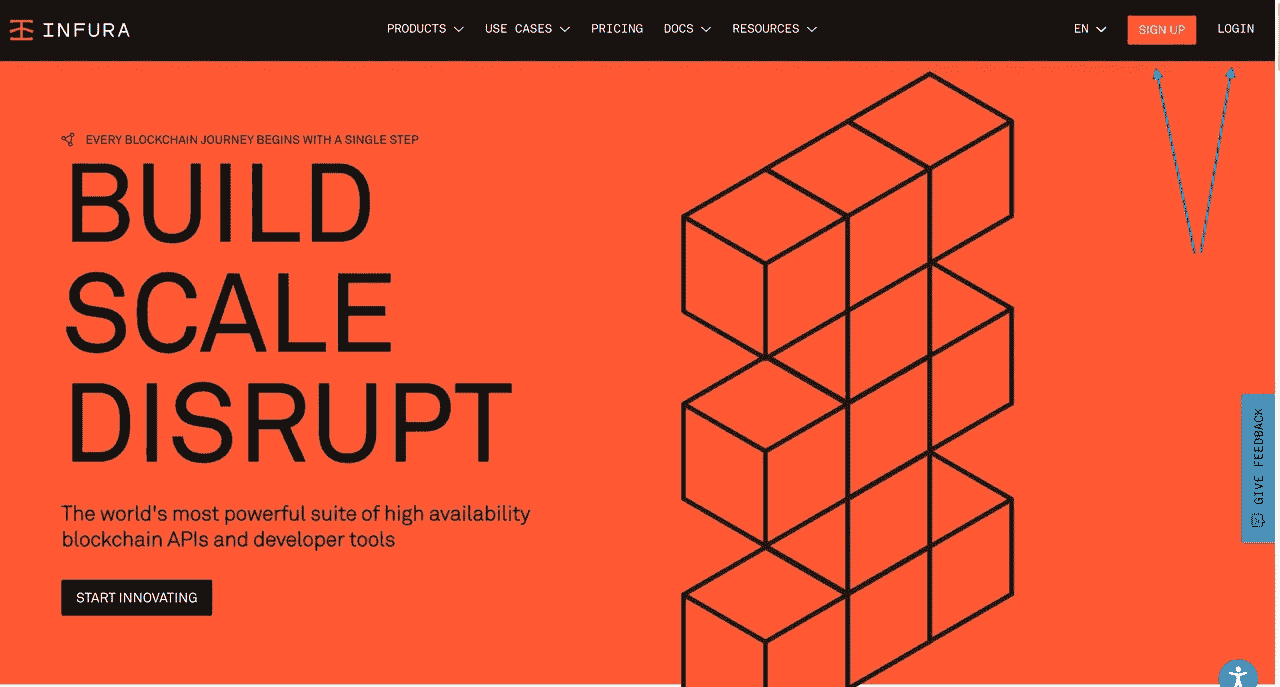 INFURA
PRODUCTS
USE CASES
PRICING
DOCS
RESOURCES
EN
SIGN UP
LOGIN
EVERY BLOCKCHAIN JOURNEY BEGINS WITH A SINGLE STEP
BUILD
SCALE
DISRUPT
The world's most powerful suite of high availability
blockchain APIs and developer tools
START INNOVATING
GIVE FEEDBACK